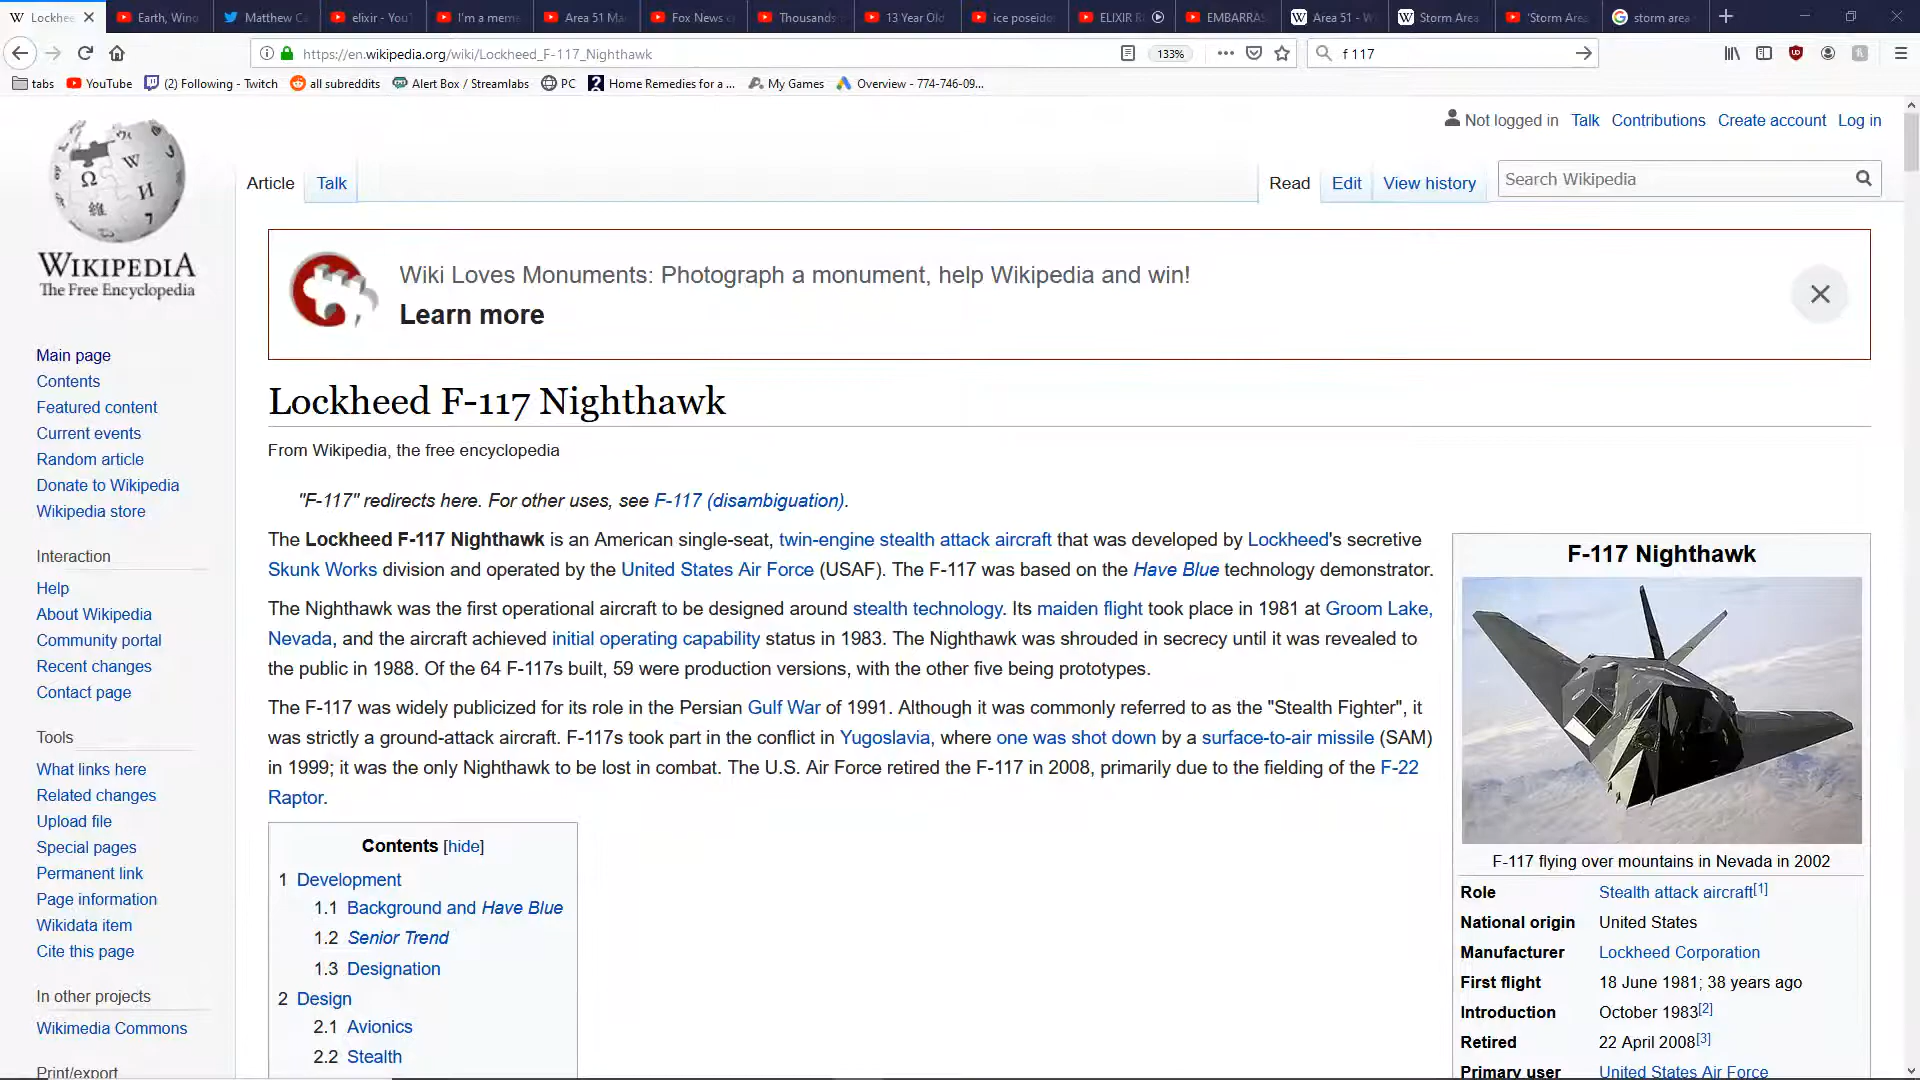 Lockhee
Earth, Wind
Matthew Ca
elixir - You
I'm a meme
Area 51 Ma
Fox News
Thousands
13 Year Old
ice poseido
ELIXIR R
EMBARRAS
Area 51 - W
Storm Area
'Storm Area
storm area
https://en.wikipedia.org/wiki/Lockheed_F-117_Nighthawk
133%
f 117
tabs
YouTube
(2) Following - Twitch
all subreddits
Alert Box / Streamlabs
PC
Home Remedies for a ...
My Games
Overview - 774-746-09...
Not logged in Talk Contributions Create account Log in
WIKIPEDIA
The Free Encyclopedia
Article Talk
Read Edit View history
Search Wikipedia
Wiki Loves Monuments: Photograph a monument, help Wikipedia and win!
Learn more
Main page
Contents
Featured content
Current events
Random article
Donate to Wikipedia
Wikipedia store
Interaction
Help
About Wikipedia
Community portal
Recent changes
Contact page
Tools
What links here
Related changes
Upload file
Special pages
Permanent link
Page information
Wikidata item
Cite this page
In other projects
Wikimedia Commons
Print/export
Lockheed F-117 Nighthawk
From Wikipedia, the free encyclopedia
"F-117" redirects here. For other uses, see F-117 (disambiguation).
The Lockheed F-117 Nighthawk is an American single-seat, twin-engine stealth attack aircraft that was developed by Lockheed's secretive
Skunk Works division and operated by the United States Air Force (USAF). The F-117 was based on the Have Blue technology demonstrator.
The Nighthawk was the first operational aircraft to be designed around stealth technology. Its maiden flight took place in 1981 at Groom Lake,
Nevada, and the aircraft achieved initial operating capability status in 1983. The Nighthawk was shrouded in secrecy until it was revealed to
the public in 1988. Of the 64 F-117s built, 59 were production versions, with the other five being prototypes.
The F-117 was widely publicized for its role in the Persian Gulf War of 1991. Although it was commonly referred to as the "Stealth Fighter", it
was strictly a ground-attack aircraft. F-117s took part in the conflict in Yugoslavia, where one was shot down by a surface-to-air missile (SAM)
in 1999; it was the only Nighthawk to be lost in combat. The U.S. Air Force retired the F-117 in 2008, primarily due to the fielding of the F-22
Raptor.
Contents [hide]
1 Development
1.1 Background and Have Blue
1.2 Senior Trend
1.3 Designation
2 Design
2.1 Avionics
2.2 Stealth
F-117 Nighthawk
F-117 flying over mountains in Nevada in 2002
Role Stealth attack aircraft[1]
National origin United States
Manufacturer Lockheed Corporation
First flight 18 June 1981; 38 years ago
Introduction October 1983[2]
Retired 22 April 2008[3]
Primary user United States Air Force